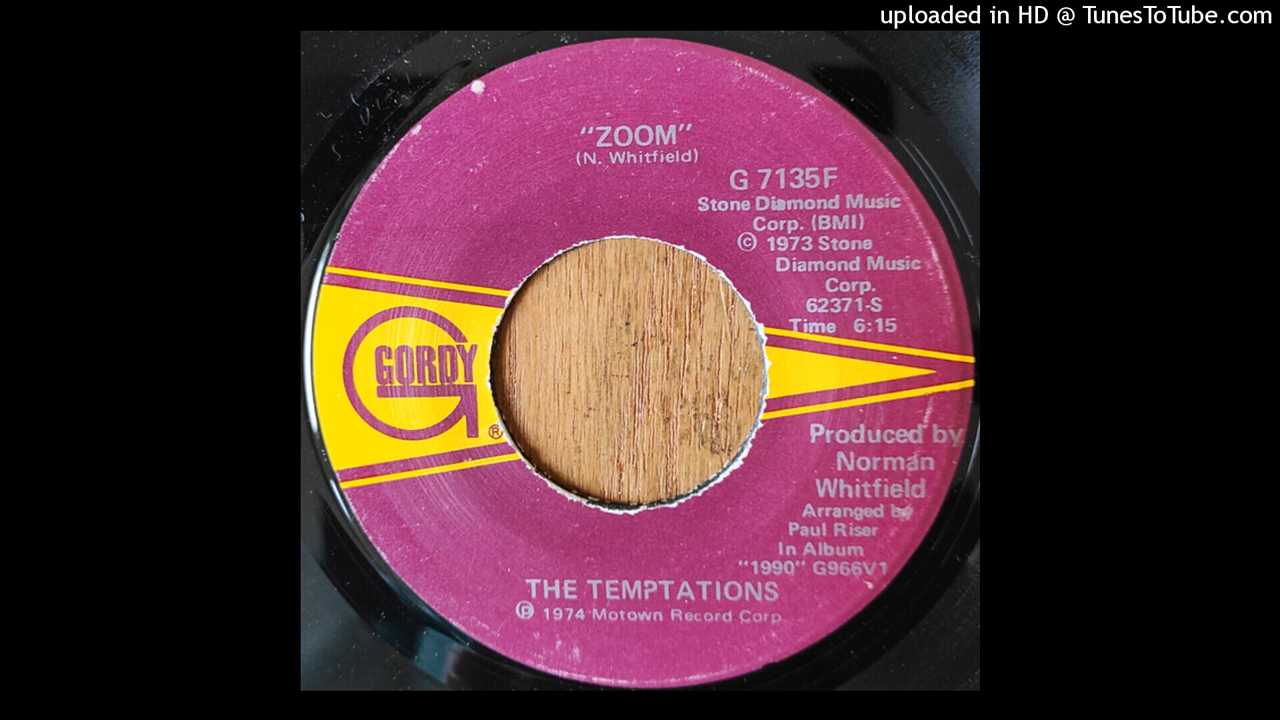 uploaded in HD @ TunesToTube.com
"ZOOM"
(N. Whitfield)
G 7135F
Stone Diamond Music
Corp. (BMI)
© 1973 Stone
Diamond Music
Corp.
62371-S
Time 6:15
GORDY
®
Produced by
Norman
Whitfield
Arranged by
Paul Riser
In Album
"1990" G966V1
THE TEMPTATIONS
℗ 1974 Motown Record Corp.